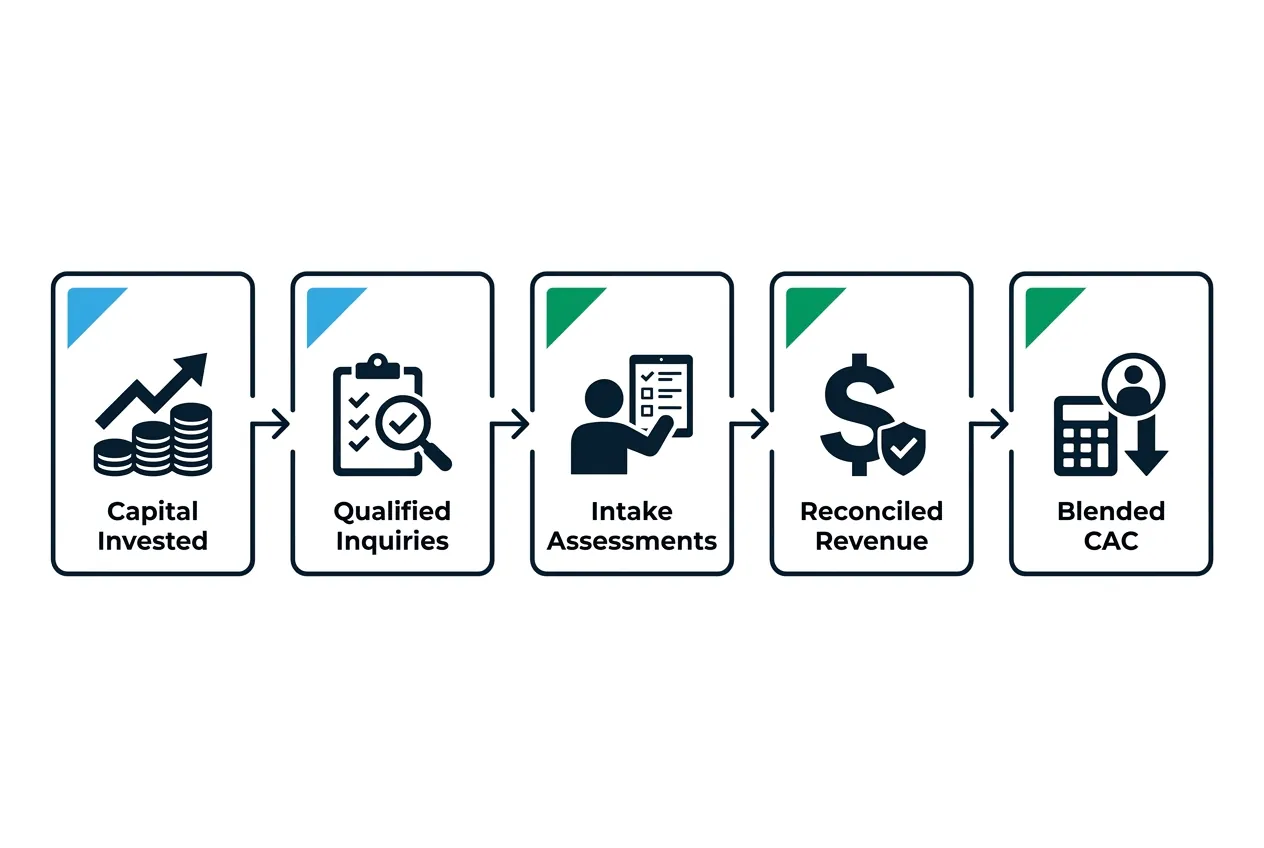 Capital
Invested
Qualified
Inquiries
Intake
Assessments
Reconciled
Revenue
Blended
CAC